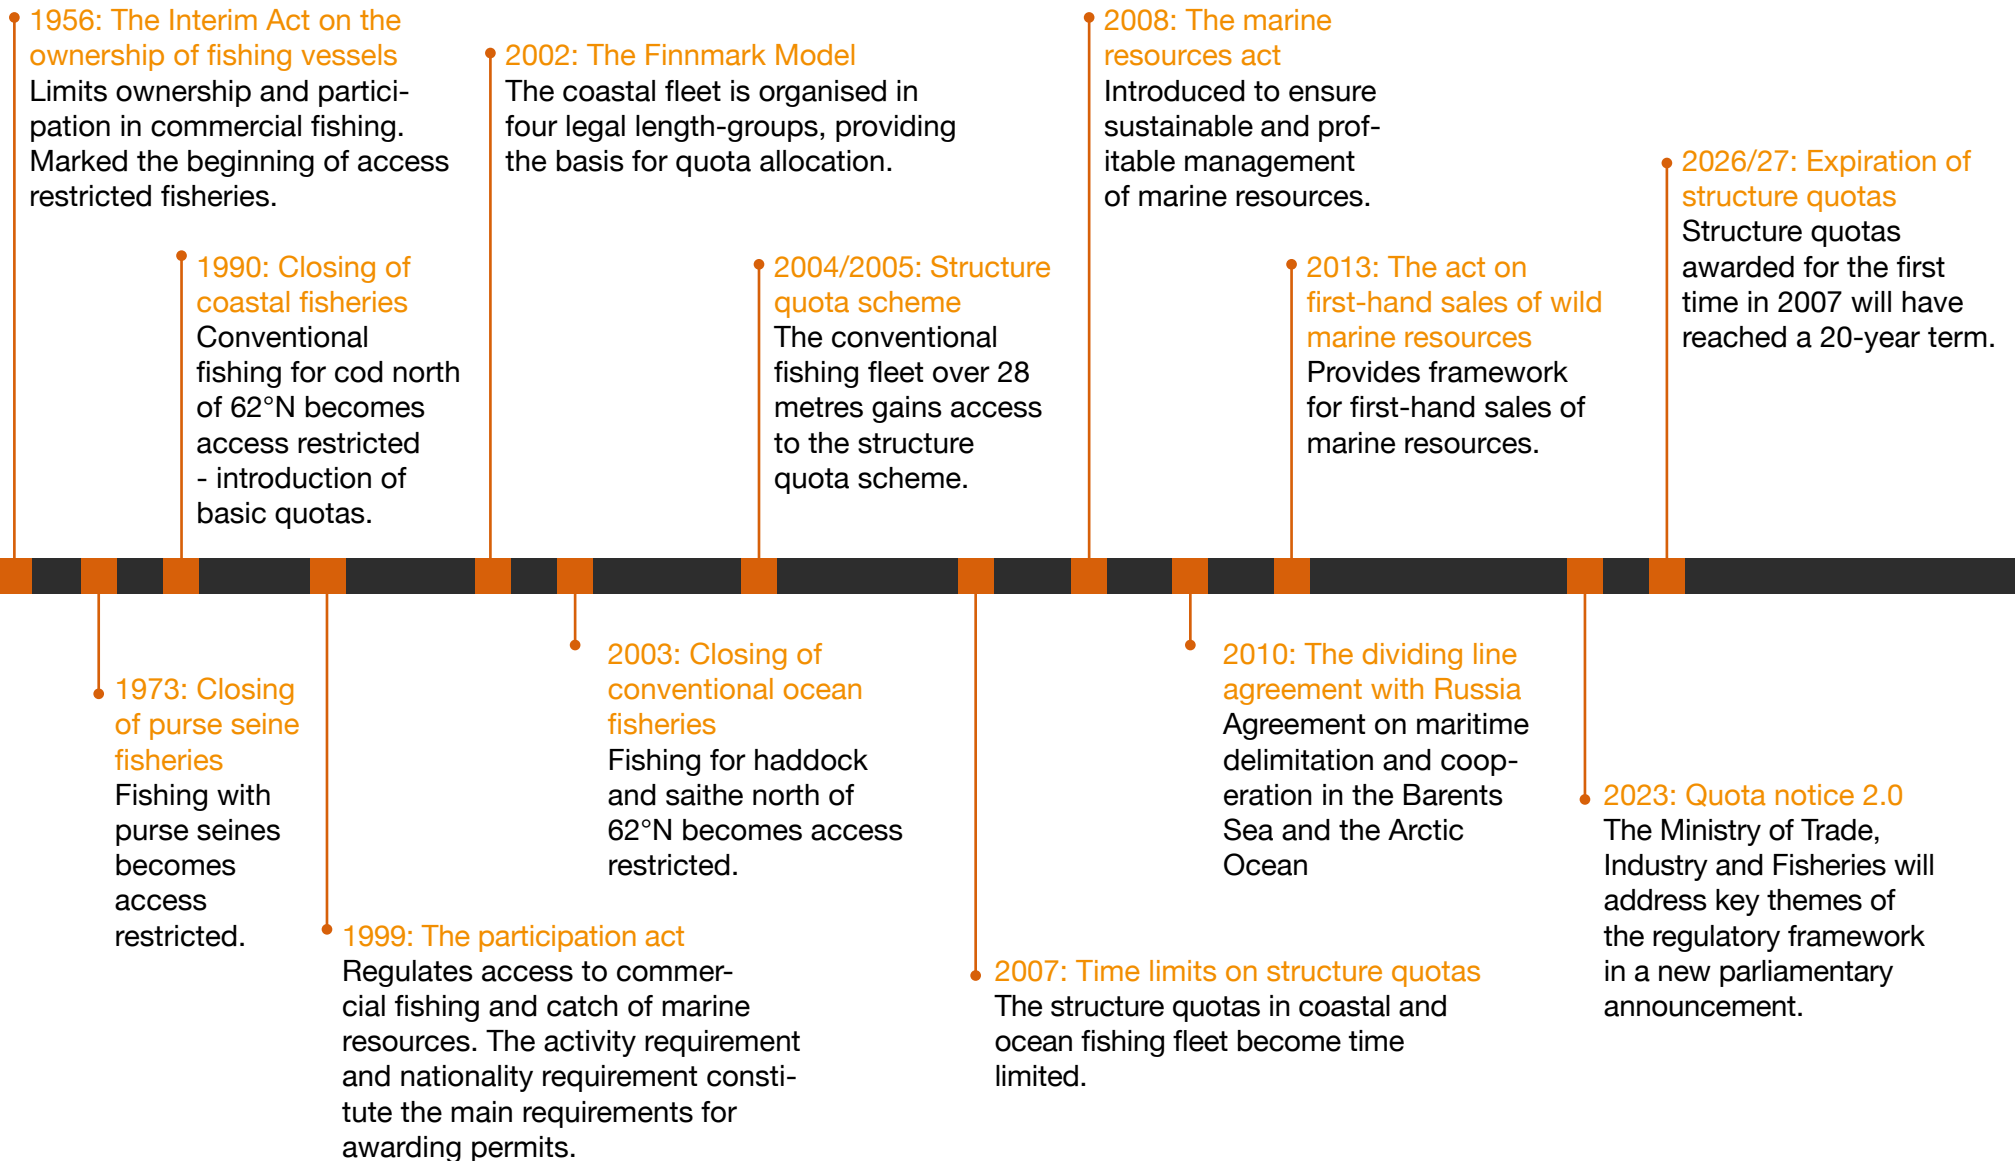 1956: The Interim Act on the
ownership of fishing vessels
Limits ownership and partici-
pation in commercial fishing.
Marked the beginning of access
restricted fisheries.
1990: Closing of
coastal fisheries
Conventional
fishing for cod north
of 62°N becomes
access restricted
- introduction of
basic quotas.
2002: The Finnmark Model
The coastal fleet is organised in
four legal length-groups, providing
the basis for quota allocation.
2004/2005: Structure
quota scheme
The conventional
fishing fleet over 28
metres gains access
to the structure
quota scheme.
2008: The marine
resources act
Introduced to ensure
sustainable and prof-
itable management
of marine resources.
2013: The act on
first-hand sales of wild
marine resources
Provides framework
for first-hand sales of
marine resources.
2026/27: Expiration of
structure quotas
Structure quotas
awarded for the first
time in 2007 will have
reached a 20-year term.
1973: Closing
of purse seine
fisheries
Fishing with
purse seines
becomes
access
restricted.
1999: The participation act
Regulates access to commer-
cial fishing and catch of marine
resources. The activity requirement
and nationality requirement consti-
tute the main requirements for
awarding permits.
2003: Closing of
conventional ocean
fisheries
Fishing for haddock
and saithe north of
62°N becomes access
restricted.
2007: Time limits on structure quotas
The structure quotas in coastal and
ocean fishing fleet become time
limited.
2010: The dividing line
agreement with Russia
Agreement on maritime
delimitation and coop-
eration in the Barents
Sea and the Arctic
Ocean
2023: Quota notice 2.0
The Ministry of Trade,
Industry and Fisheries will
address key themes of
the regulatory framework
in a new parliamentary
announcement.